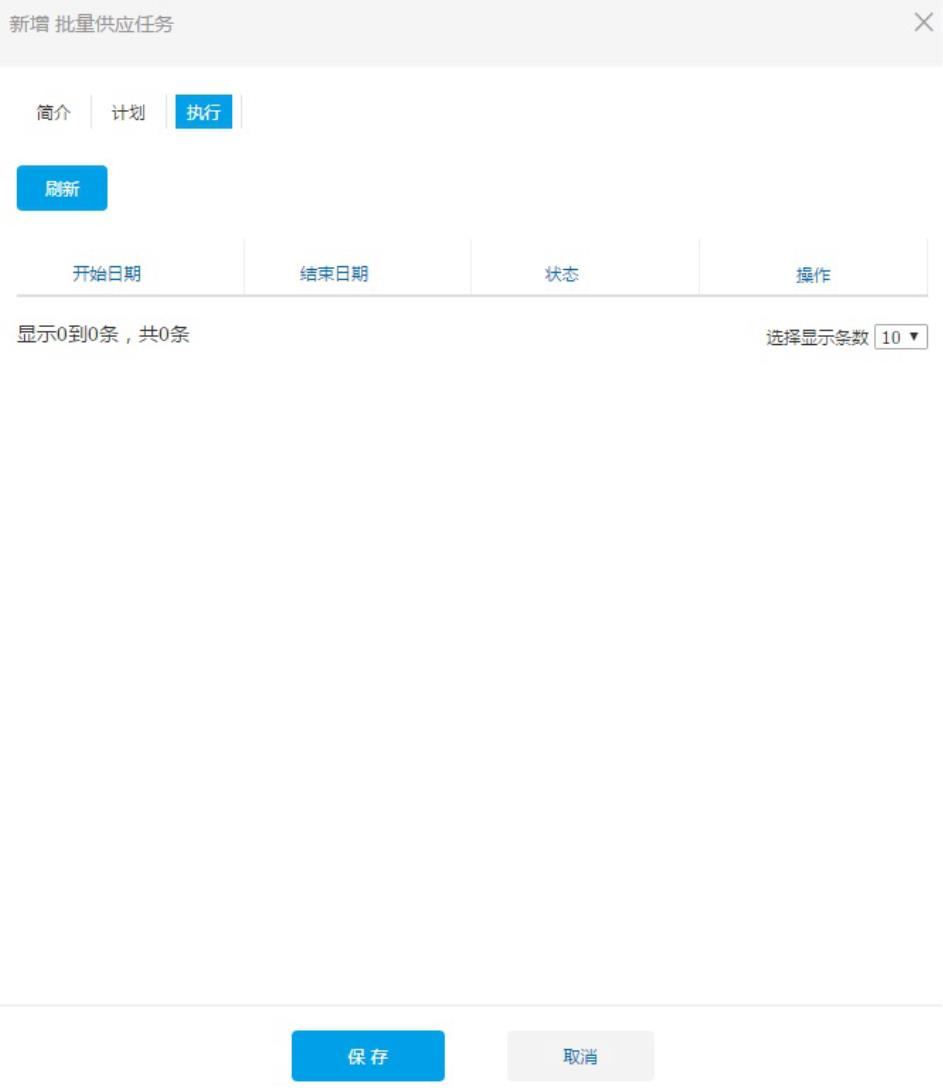 新增 批量供应任务
简介 计划 执行
刷新
开始日期 结束日期 状态 操作
显示0到0条，共0条 选择显示条数 10
保存 取消